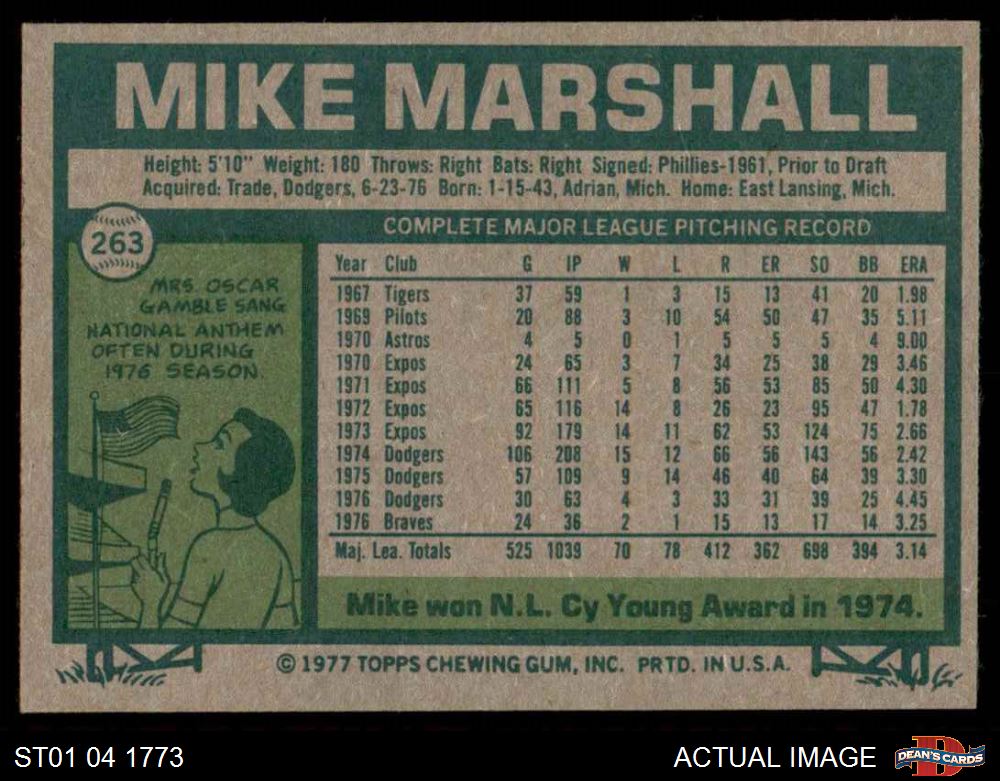 MIKE MARSHALL
Height: 5'10" Weight: 180 Throws: Right Bats: Right Signed: Phillies-1961, Prior to Draft
Acquired: Trade, Dodgers, 6-23-76 Born: 1-15-43, Adrian, Mich. Home: East Lansing, Mich.
263
COMPLETE MAJOR LEAGUE PITCHING RECORD
MRS. OSCAR
GAMBLE SANG
NATIONAL ANTHEM
OFTEN DURING
1976 SEASON.
Year Club G IP W L R ER SO BB ERA
1967 Tigers 37 59 1 3 15 13 41 20 1.98
1969 Pilots 20 88 3 10 54 50 47 35 5.11
1970 Astros 4 5 0 1 5 5 5 4 9.00
1970 Expos 24 65 3 7 34 25 38 29 3.46
1971 Expos 66 111 5 8 56 53 85 50 4.30
1972 Expos 65 116 14 8 26 23 95 47 1.78
1973 Expos 92 179 14 11 62 53 124 75 2.66
1974 Dodgers 106 208 15 12 66 56 143 56 2.42
1975 Dodgers 57 109 9 14 46 40 64 39 3.30
1976 Dodgers 30 63 4 3 33 31 39 25 4.45
1976 Braves 24 36 2 1 15 13 17 14 3.25
Maj. Lea. Totals 525 1039 70 78 412 362 698 394 3.14
Mike won N.L. Cy Young Award in 1974.
© 1977 TOPPS CHEWING GUM, INC. PRTD. IN U.S.A.
ST01 04 1773
ACTUAL IMAGE
D
DEAN'S CARDS